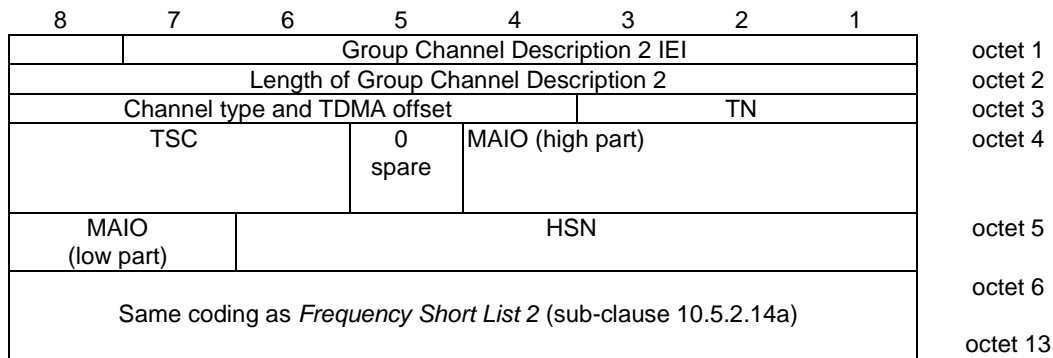 8 7 6 5 4 3 2 1
Group Channel Description 2 IEI octet 1
Length of Group Channel Description 2 octet 2
Channel type and TDMA offset TN octet 3
TSC 0 MAIO (high part) octet 4
spare
MAIO HSN octet 5
(low part)
octet 6
Same coding as Frequency Short List 2 (sub-clause 10.5.2.14a)
octet 13